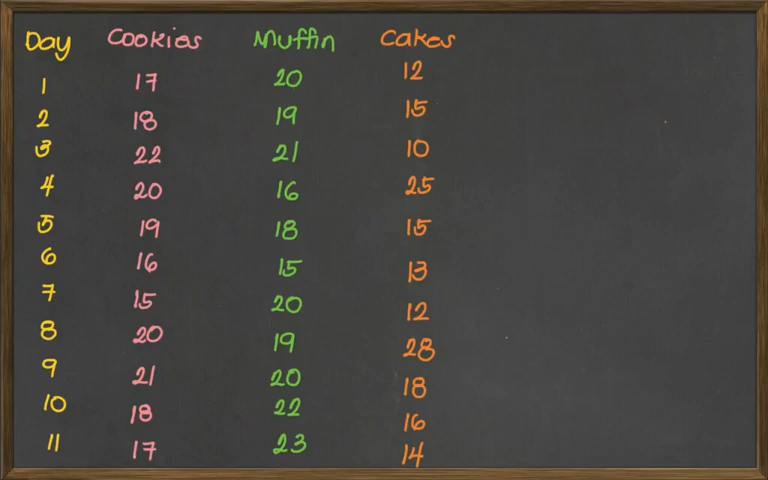 Day Cookies Muffin Cakes
1 17 20 12
2 18 19 15
3 22 21 10
4 20 16 25
5 19 18 15
6 16 15 13
7 15 20 12
8 20 19 28
9 21 20 18
10 18 22 16
11 17 23 14